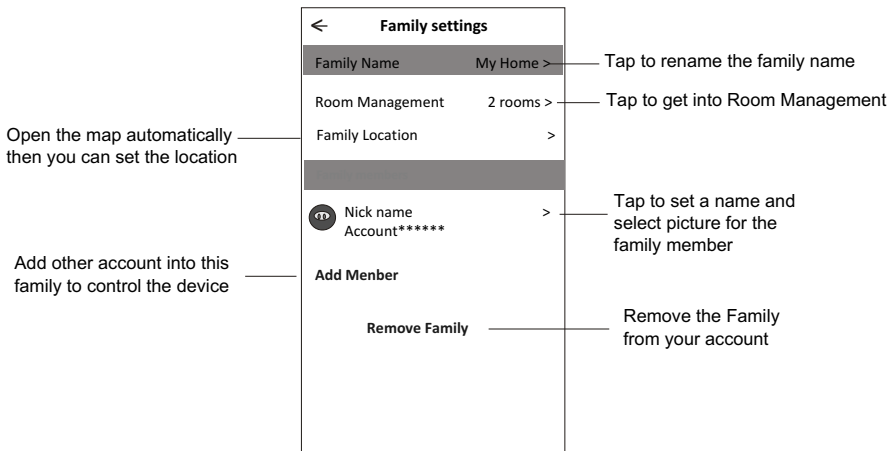 ← Family settings
Family Name My Home >
Tap to rename the family name
Room Management 2 rooms >
Tap to get into Room Management
Open the map automatically
then you can set the location
Family Location >
Nick name >
Account******
Tap to set a name and
select picture for the
family member
Add other account into this
family to control the device
Add Menber
Remove Family
Remove the Family
from your account